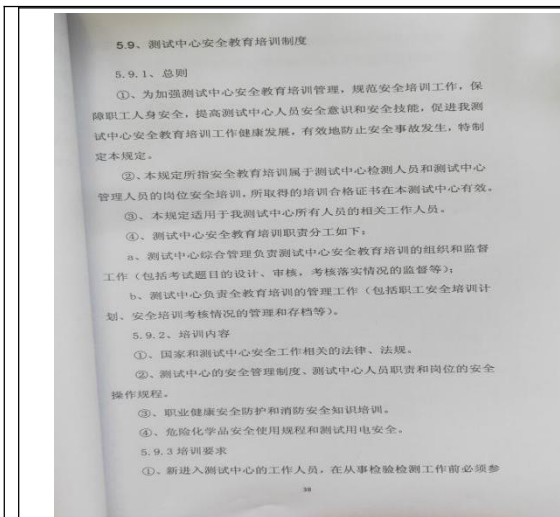 5.9、测试中心安全教育培训制度
5.9.1、总则
①、为加强测试中心安全教育培训管理，规范安全培训工作，保
障职工人身安全，提高测试中心人员安全意识和安全技能，促进我测
试中心安全教育培训工作健康发展，有效地防止安全事故发生，特制
定本规定。
②、本规定所指安全教育培训属于测试中心检测人员和测试中心
管理人员的岗位安全培训，所取得的培训合格证书在本测试中心有效。
③、本规定适用于我测试中心所有人员的相关工作人员。
④、测试中心安全教育培训职责分工如下：
a、测试中心综合管理负责测试中心安全教育培训的组织和监督
工作（包括考试题目的设计、审核，考核落实情况的监督等）；
b、测试中心负责全教育培训的管理工作（包括职工安全培训计
划、安全培训考核情况的管理和存档等）。
5.9.2、培训内容
①、国家和测试中心安全工作相关的法律、法规。
②、测试中心的安全管理制度、测试中心人员职责和岗位的安全
操作规程。
③、职业健康安全防护和消防安全知识培训。
④、危险化学品安全使用规程和测试用电安全。
5.9.3 培训要求
①、新进入测试中心的工作人员，在从事检验检测工作前必须参